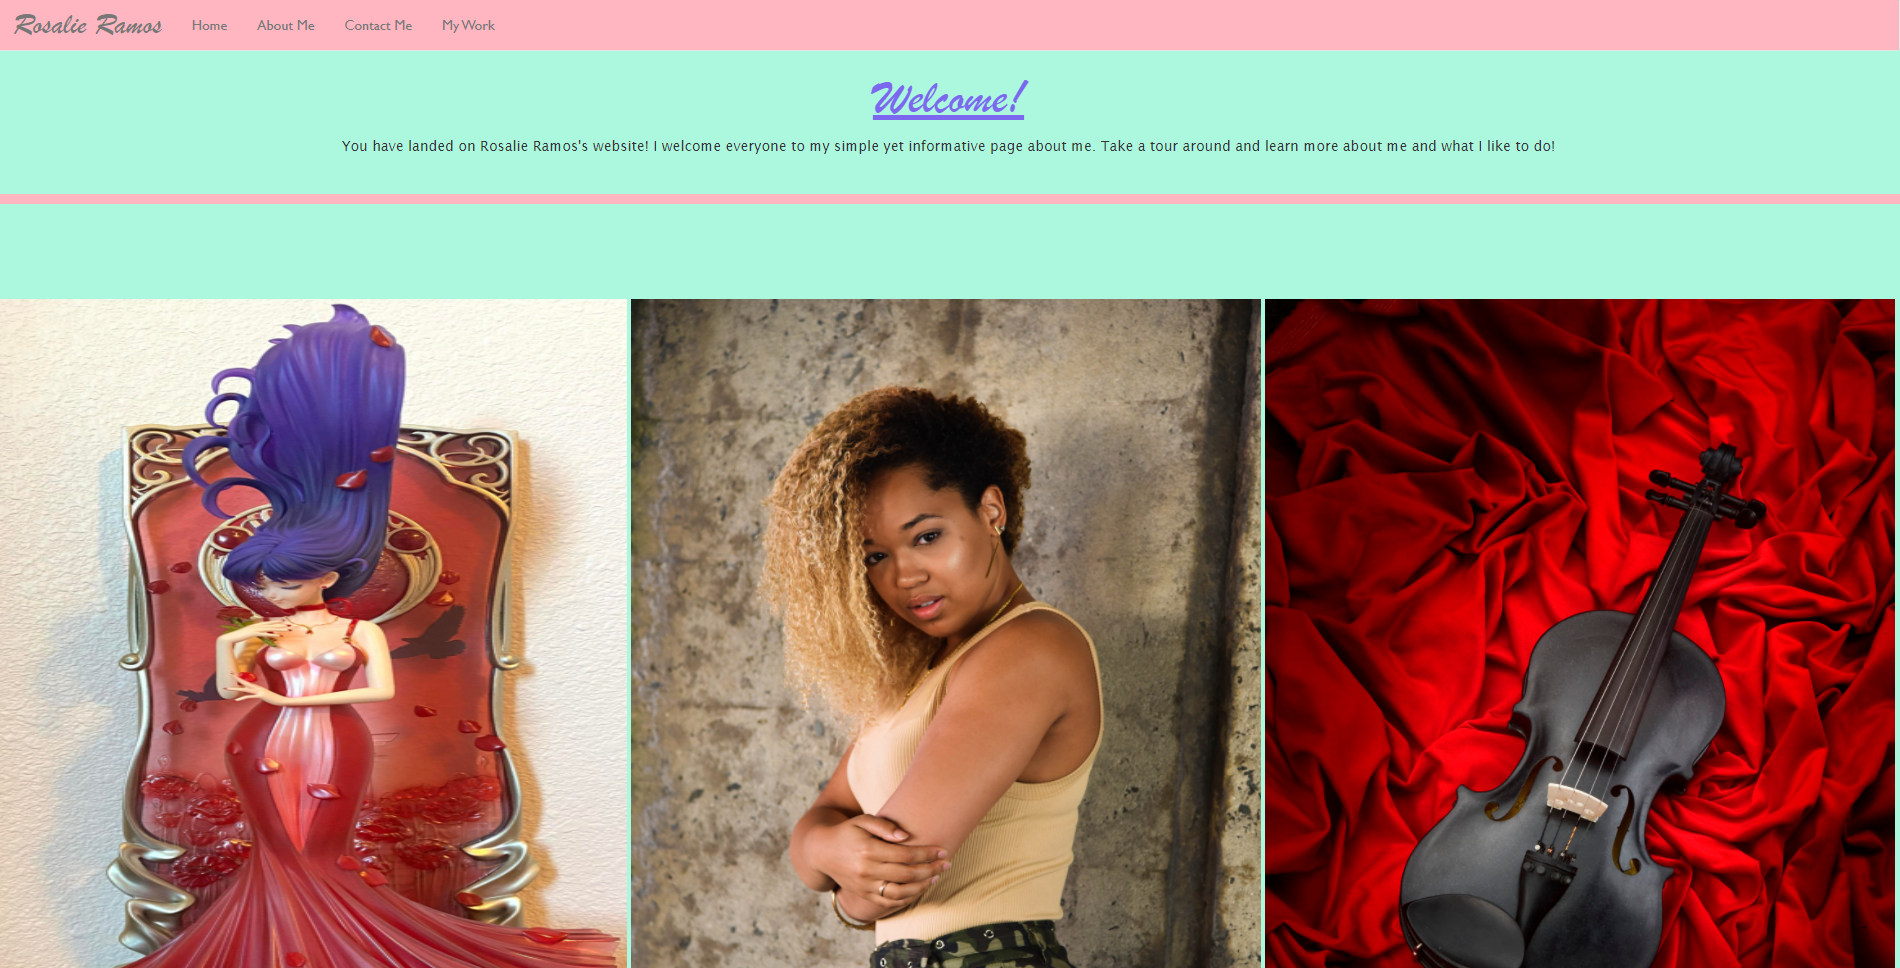 Rosalie Ramos Home About Me Contact Me My Work
Welcome!
You have landed on Rosalie Ramos's website! I welcome everyone to my simple yet informative page about me. Take a tour around and learn more about me and what I like to do!